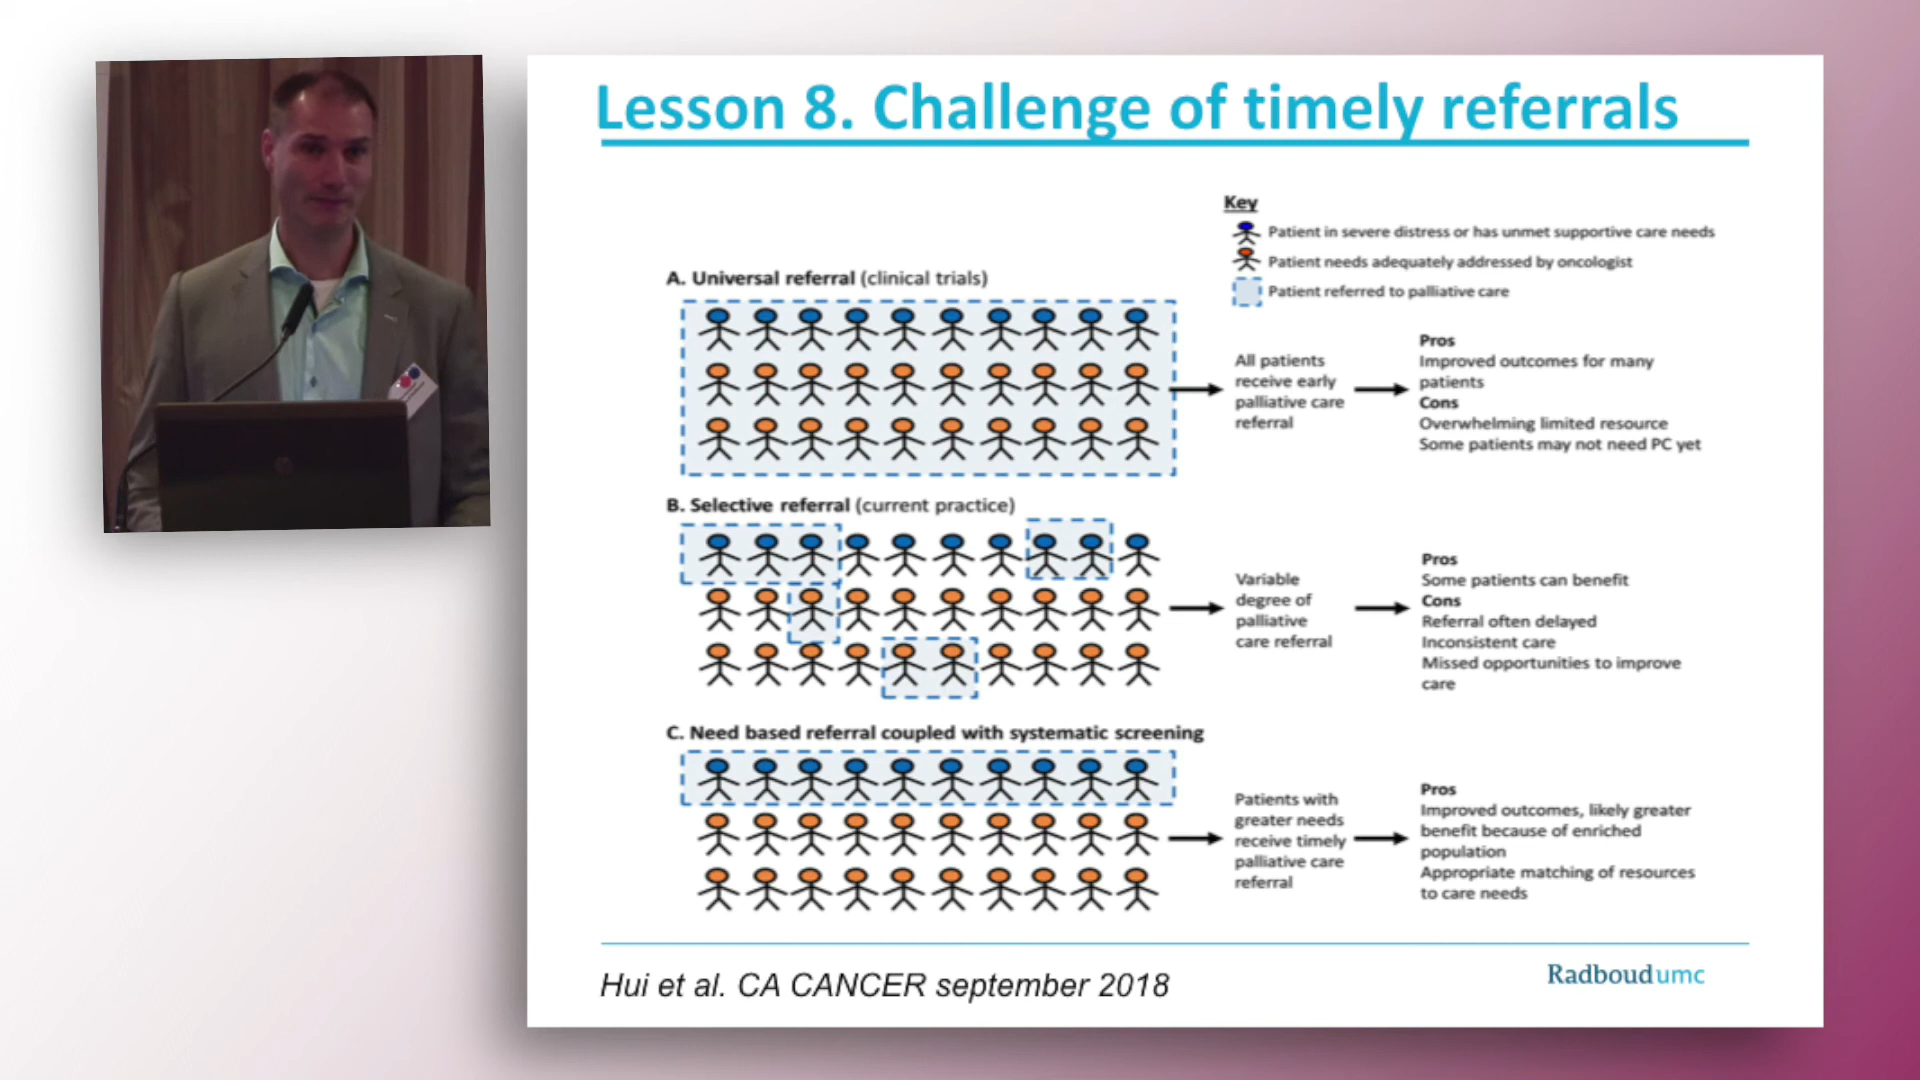 Lesson 8. Challenge of timely referrals
Key
Patient in severe distress or has unmet supportive care needs
Patient needs adequately addressed by oncologist
Patient referred to palliative care
A. Universal referral (clinical trials)
All patients
receive early
palliative care
referral
Pros
Improved outcomes for many
patients
Cons
Overwhelming limited resource
Some patients may not need PC yet
B. Selective referral (current practice)
Variable
degree of
palliative
care referral
Pros
Some patients can benefit
Cons
Referral often delayed
Inconsistent care
Missed opportunities to improve
care
C. Need based referral coupled with systematic screening
Patients with
greater needs
receive timely
palliative care
referral
Pros
Improved outcomes, likely greater
benefit because of enriched
population
Appropriate matching of resources
to care needs
Hui et al. CA CANCER september 2018
Radboudumc